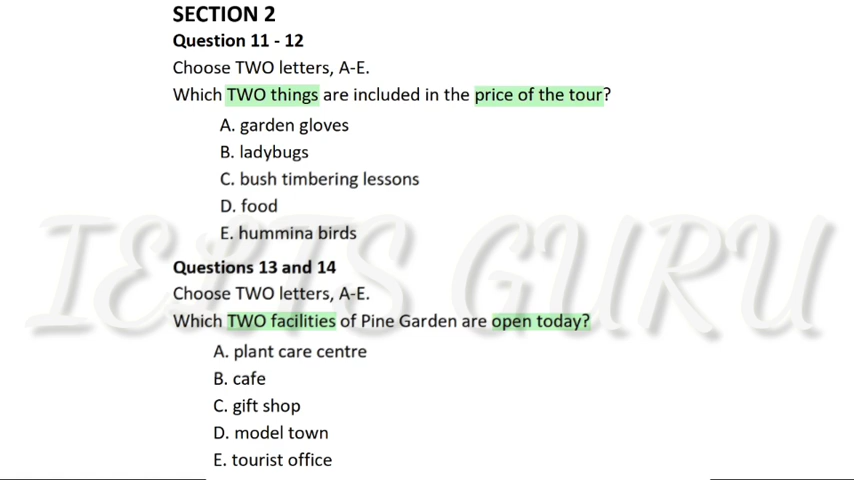 SECTION 2
Question 11 - 12
Choose TWO letters, A-E.
Which TWO things are included in the price of the tour?
A. garden gloves
B. ladybugs
C. bush timbering lessons
D. food
E. hummina birds
Questions 13 and 14
Choose TWO letters, A-E.
Which TWO facilities of Pine Garden are open today?
A. plant care centre
B. cafe
C. gift shop
D. model town
E. tourist office
IELTS GURU